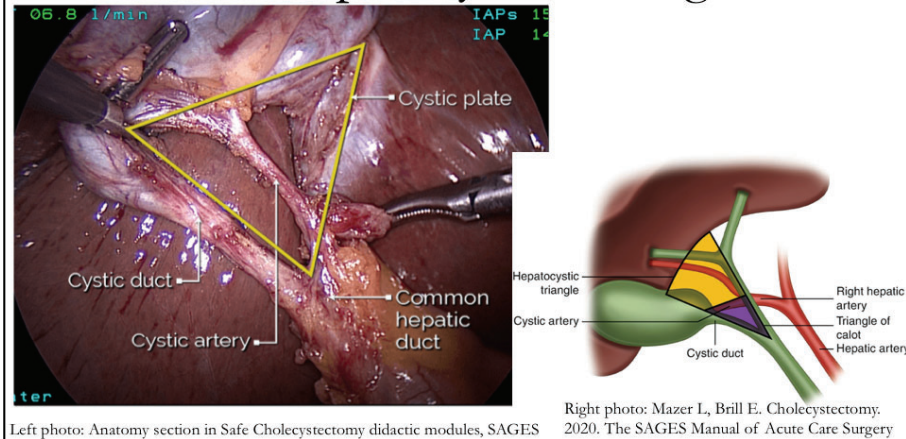 06.8 l/min
IAPs 15
IAP 14
Cystic plate
Cystic duct
Cystic artery
Common
hepatic
duct
Hepatocystic
triangle
Cystic artery
Cystic duct
Right hepatic
artery
Triangle of
calot
Hepatic artery
Left photo: Anatomy section in Safe Cholecystectomy didactic modules, SAGES
Right photo: Mazer L, Brill E. Cholecystectomy.
2020. The SAGES Manual of Acute Care Surgery